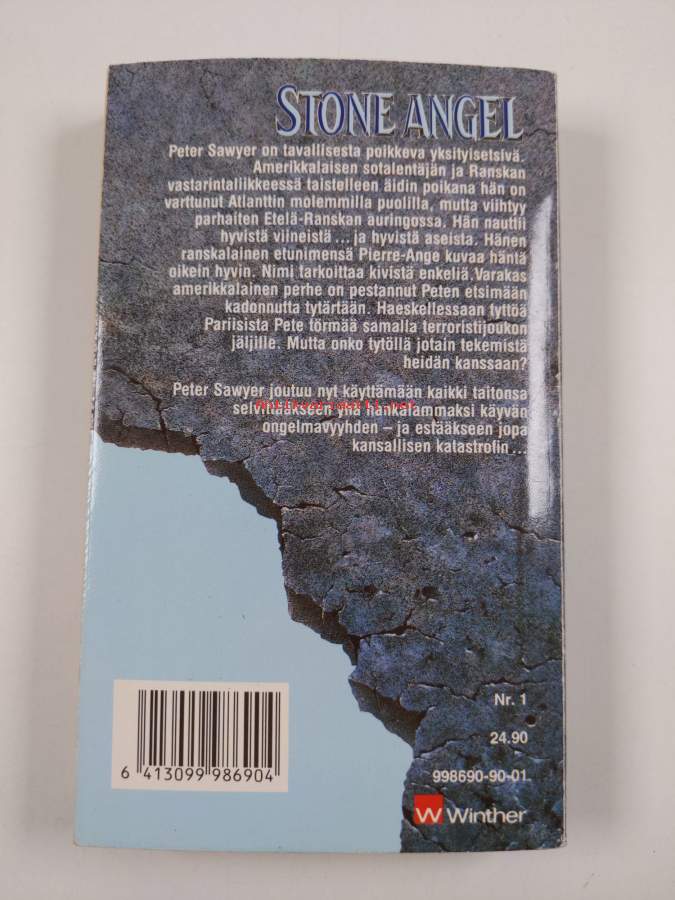 STONE ANGEL
Peter Sawyer on tavallisesta poikkeva yksityisetsivä.
Amerikkalaisen sotalentäjän ja Ranskan
vastarintaliikkeessä taistelleen äidin poikana hän on
varttunut Atlanttin molemmilla puolilla, mutta viihtyy
parhaiten Etelä-Ranskan auringossa. Hän nauttii
hyvistä viineistä ... ja hyvistä aseista. Hänen
ranskalainen etunimensä Pierre-Ange kuvaa häntä
oikein hyvin. Nimi tarkoittaa kivistä enkeliä. Varakas
amerikkalainen perhe on pestannut Peten etsimään
kadonnutta tytärtään. Haeskellessaan tyttöä
Pariisista Pete törmää samalla terroristijoukon
jäljille. Mutta onko tytöllä jotain tekemistä
heidän kanssaan?
Peter Sawyer joutuu nyt käyttämään kaikki taitonsa
selvittääkseen yhä hankalammaksi käyvän
ongelmavyyhden – ja estääkseen jopa
kansallisen katastrofin ...
Nr. 1
24.90
998690-90-01
6 413099 986904
W Winther